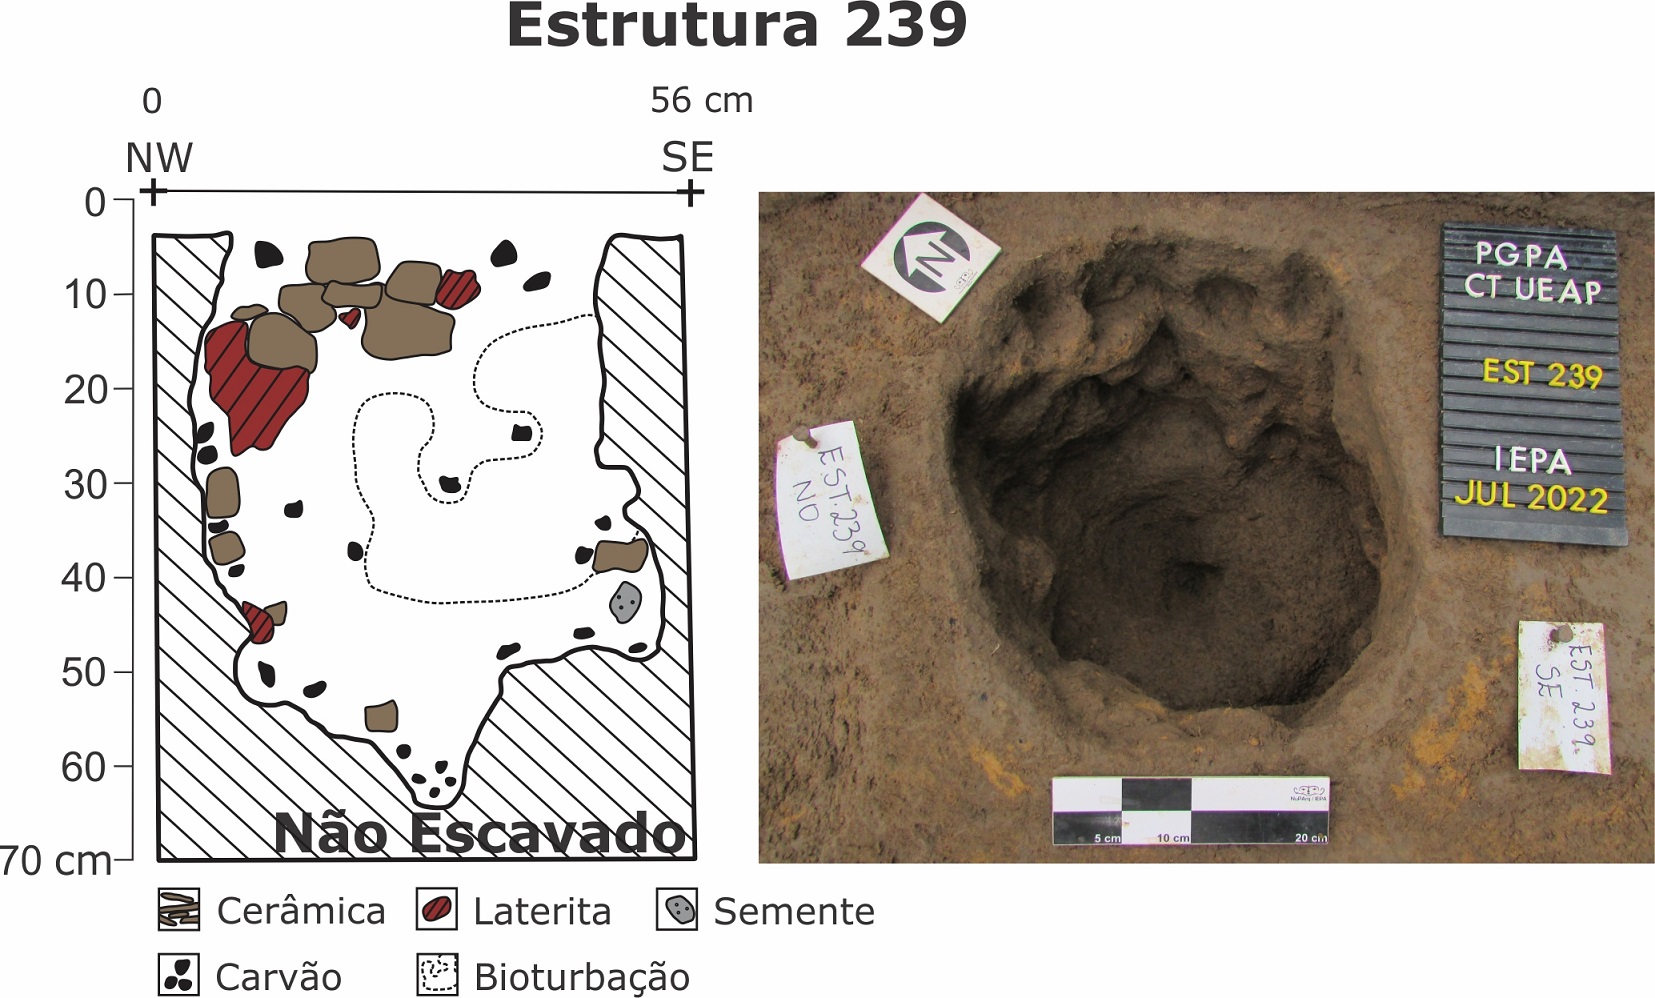 Estrutura 239
0
56 cm
NW
SE
0
10
20
30
40
50
60
70 cm
Não Escavado
Cerâmica
Laterita
Semente
Carvão
Bioturbação
N
PGPA
CT UEAP
EST 239
IEPA
JUL 2022
EST. 239
NO
EST. 239
SE
NuPArq / IEPA
5 cm
10 cm
20 cm